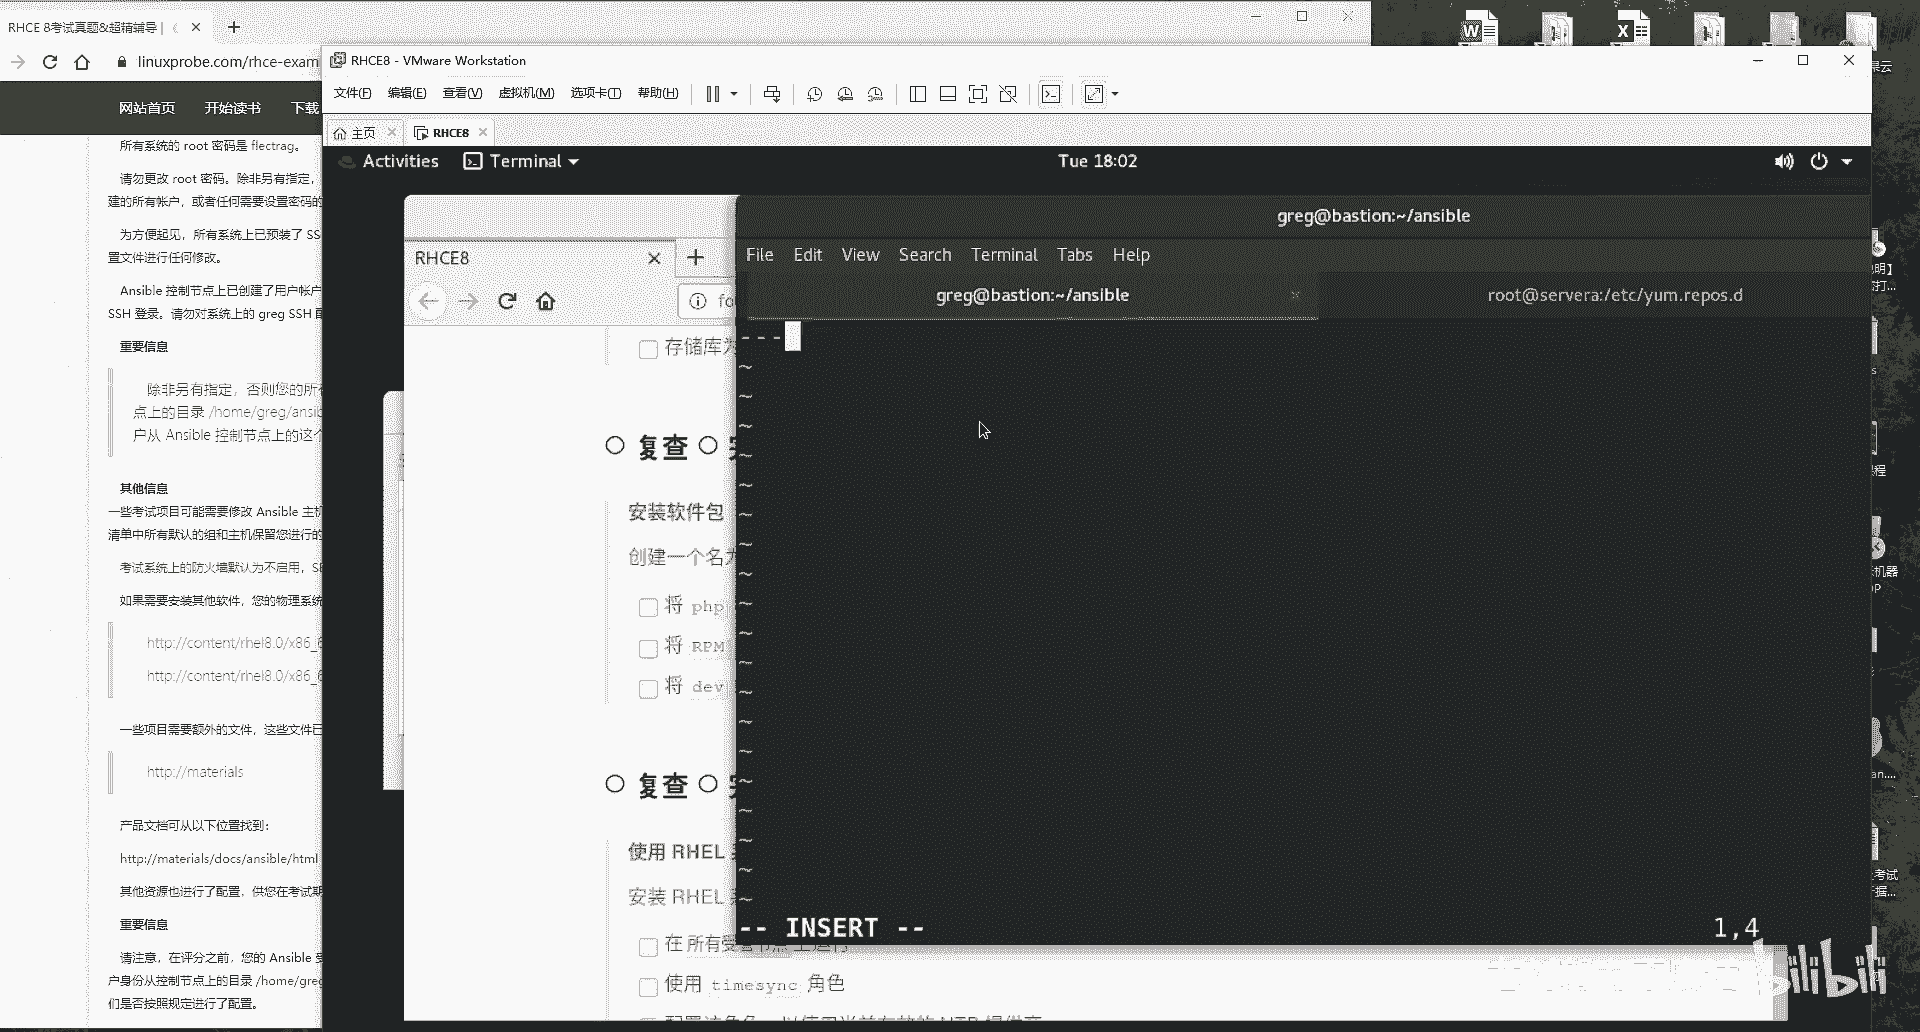 RHCE 8考试真题&超精辅导 |
linuxprobe.com/rhce-exam
网站首页 开始读书 下载
所有系统的 root 密码是 flectrag。
请勿更改 root 密码。除非另有指定，
建的所有帐户，或者任何需要设置密码的
为方便起见，所有系统上已预装了 SS
置文件进行任何修改。
Ansible 控制节点上已创建了用户帐户
SSH 登录。请勿对系统上的 greg SSH
重要信息
除非另有指定，否则您的所有
点上的目录 /home/greg/ansib
户从 Ansible 控制节点上的这个
其他信息
一些考试项目可能需要修改 Ansible 主机
清单中所有默认的组和主机保留您进行的
考试系统上的防火墙默认为不启用，SE
如果需要安装其他软件，您的物理系统
http://content/rhel8.0/x86_6
http://content/rhel8.0/x86_6
一些项目需要额外的文件，这些文件已
http://materials
产品文档可从以下位置找到：
http://materials/docs/ansible/html
其他资源也进行了配置，供您在考试期
重要信息
请注意，在评分之前，您的 Ansible 受
户身份从控制节点上的目录 /home/greg
们是否按照规定进行了配置。
RHCE8 - VMware Workstation
文件(F) 编辑(E) 查看(V) 虚拟机(M) 选项卡(T) 帮助(H)
主页 RHCE8
Activities Terminal Tue 18:02
RHCE8
fo
存储库为
复查
安装软件包
创建一个名为
将 php
将 RPM
将 dev
复查
使用 RHEL
安装 RHEL
在 所有受管节点 上运行
使用 timesync 角色
greg@bastion:~/ansible
File Edit View Search Terminal Tabs Help
greg@bastion:~/ansible root@servera:/etc/yum.repos.d
---
-- INSERT -- 1,4
bilibili